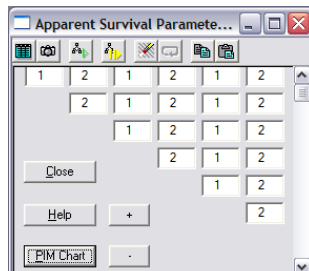 Apparent Survival Paramete...
1 2 1 2 1 2
2 1 2 1 2
1 2 1 2
2 1 2
Close
1 2
Help + 2
PIM Chart -